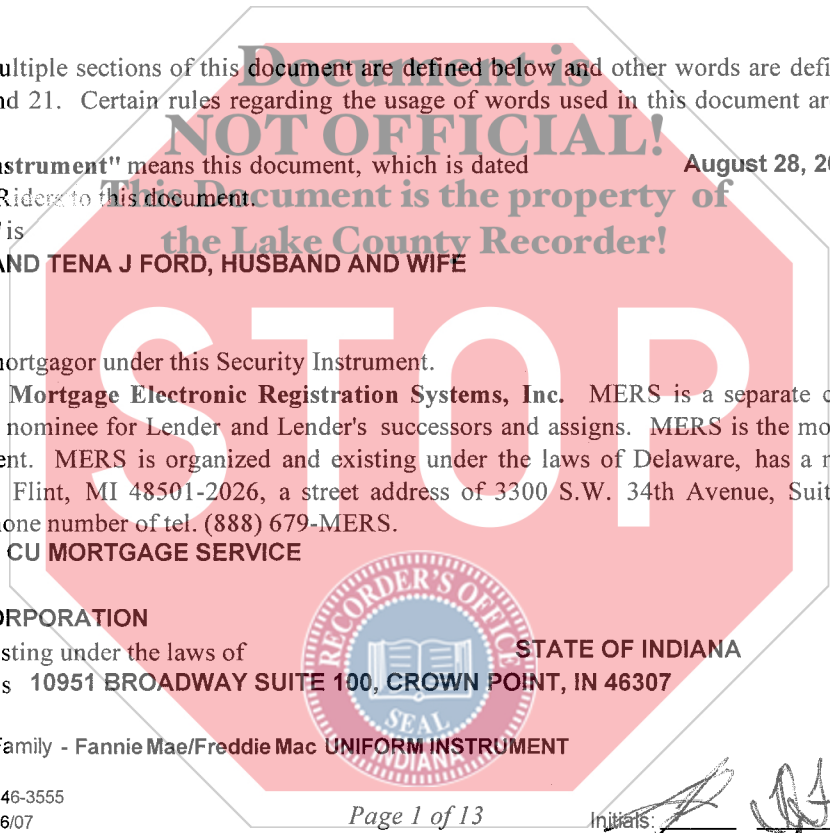 ultiple sections of this document are defined below and other words are defi
nd 21. Certain rules regarding the usage of words used in this document ar
Document is
NOT OFFICIAL!
This Document is the property of
the Lake County Recorder!
nstrument" means this document, which is dated August 28, 20
Riders to this document.
" is
AND TENA J FORD, HUSBAND AND WIFE
STOP
mortgagor under this Security Instrument.
Mortgage Electronic Registration Systems, Inc. MERS is a separate c
nominee for Lender and Lender's successors and assigns. MERS is the mo
ent. MERS is organized and existing under the laws of Delaware, has a m
Flint, MI 48501-2026, a street address of 3300 S.W. 34th Avenue, Suit
hone number of tel. (888) 679-MERS.
CU MORTGAGE SERVICE
ORPORATION
sting under the laws of STATE OF INDIANA
s 10951 BROADWAY SUITE 100, CROWN POINT, IN 46307
RECORDER'S OFFICE
SEAL
INDIANA
Family - Fannie Mae/Freddie Mac UNIFORM INSTRUMENT
46-3555
6/07 Page 1 of 13 Initials: